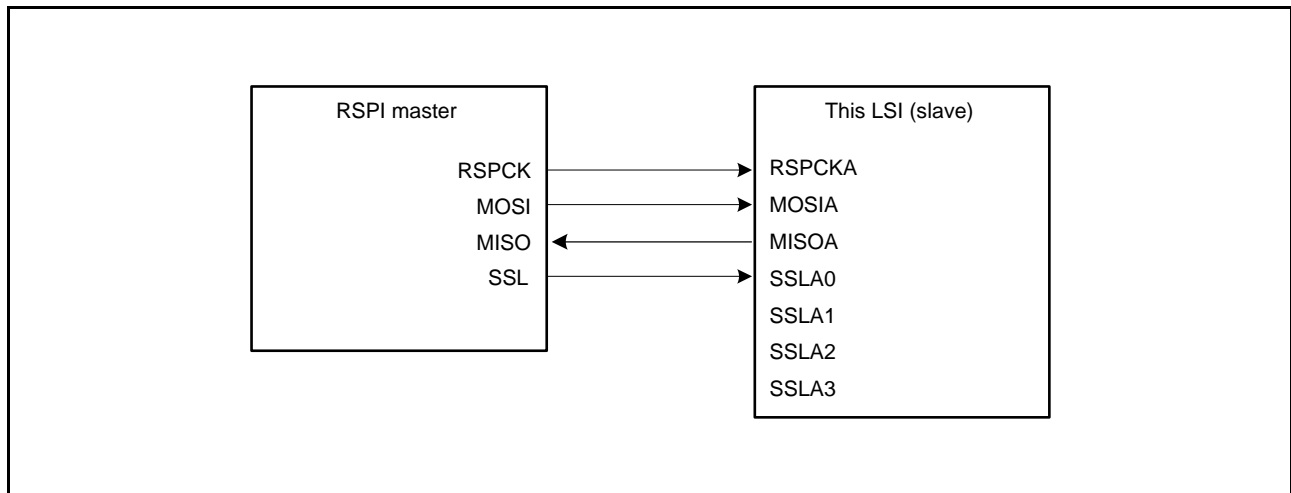 RSPI master
RSPCK
MOSI
MISO
SSL
This LSI (slave)
RSPCKA
MOSIA
MISOA
SSLA0
SSLA1
SSLA2
SSLA3